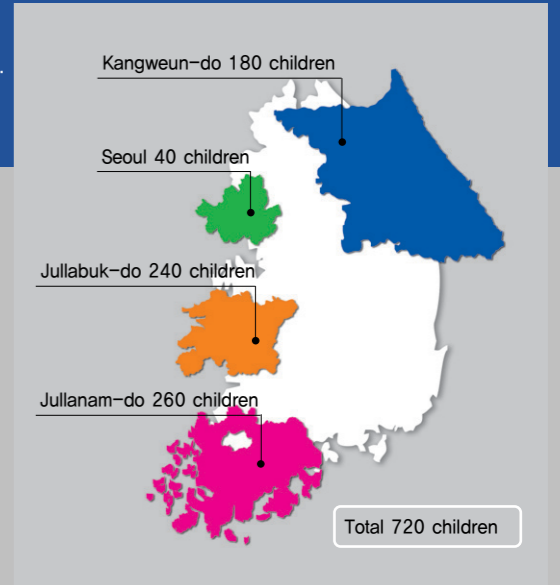 Kangweun-do 180 children
Seoul 40 children
Jullabuk-do 240 children
Jullanam-do 260 children
Total 720 children